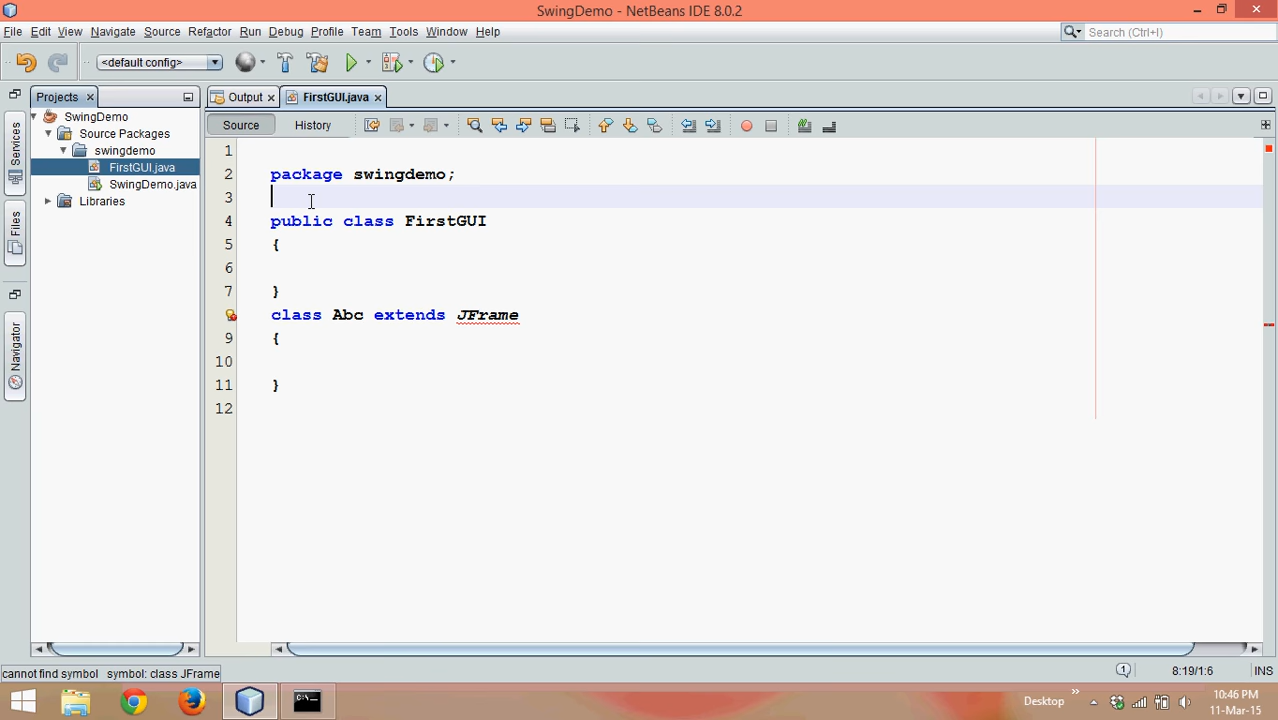 SwingDemo - NetBeans IDE 8.0.2
File Edit View Navigate Source Refactor Run Debug Profile Team Tools Window Help
Search (Ctrl+I)
<default config>
Projects
Output FirstGUI.java
Source History
Services
Files
Navigator
SwingDemo
Source Packages
swingdemo
FirstGUI.java
SwingDemo.java
Libraries
1
2 package swingdemo;
3
4 public class FirstGUI
5 {
6
7 }
class Abc extends JFrame
9 {
10
11 }
12
cannot find symbol symbol: class JFrame
1
8:19/1:6 INS
Desktop
10:46 PM
11-Mar-15